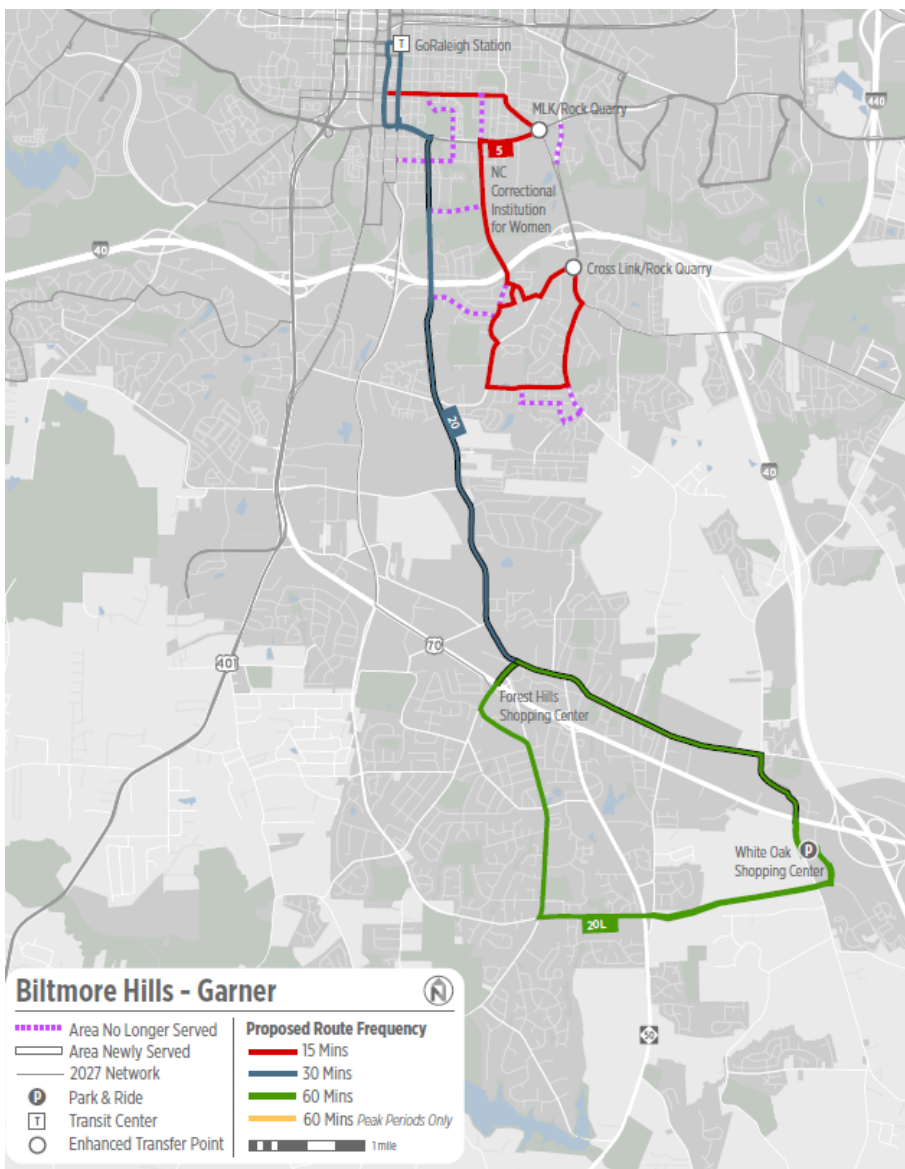 T
GoRaleigh Station
440
MLK/Rock Quarry
5
NC
Correctional
Institution
for Women
40
Cross Link/Rock Quarry
20
40
70
401
Forest Hills
Shopping Center
White Oak
Shopping Center
P
20L
50
Biltmore Hills - Garner
N
Area No Longer Served
Area Newly Served
2027 Network
P
Park & Ride
T
Transit Center
Enhanced Transfer Point
Proposed Route Frequency
15 Mins
30 Mins
60 Mins
60 Mins Peak Periods Only
1 mile